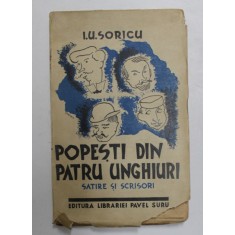 I.U. SORICU
POPEȘTI DIN
PATRU UNGHIURI
SATIRE ȘI SCRISORI
EDITURA LIBRARIEI PAVEL SURU